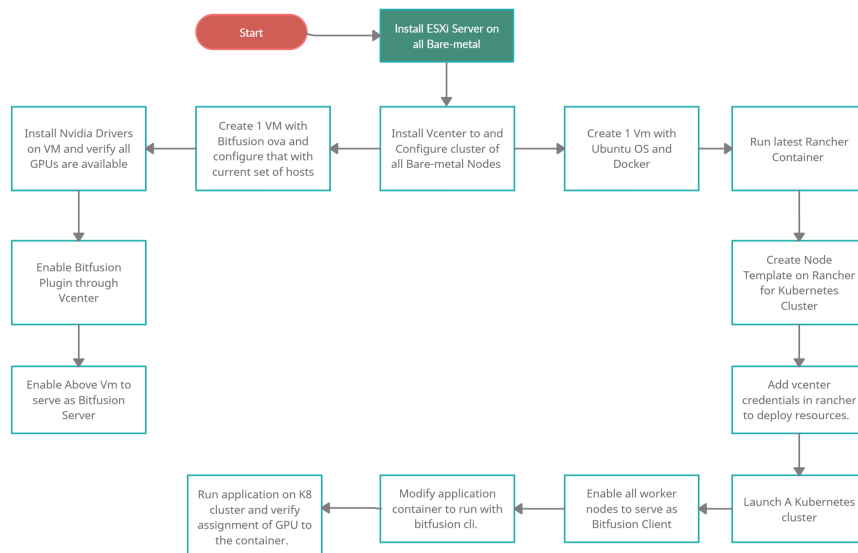 Start
Install ESXi Server on
all Bare-metal
Install Nvidia Drivers
on VM and verify all
GPUs are available
Create 1 VM with
Bitfusion ova and
configure that with
current set of hosts
Install Vcenter to and
Configure cluster of
all Bare-metal Nodes
Create 1 Vm with
Ubuntu OS and
Docker
Run latest Rancher
Container
Enable Bitfusion
Plugin through
Vcenter
Create Node
Template on Rancher
for Kubernetes
Cluster
Enable Above Vm to
serve as Bitfusion
Server
Add vcenter
credentials in rancher
to deploy resources.
Run application on K8
cluster and verify
assignment of GPU to
the container.
Modify application
container to run with
bitfusion cli.
Enable all worker
nodes to serve as
Bitfusion Client
Launch A Kubernetes
cluster